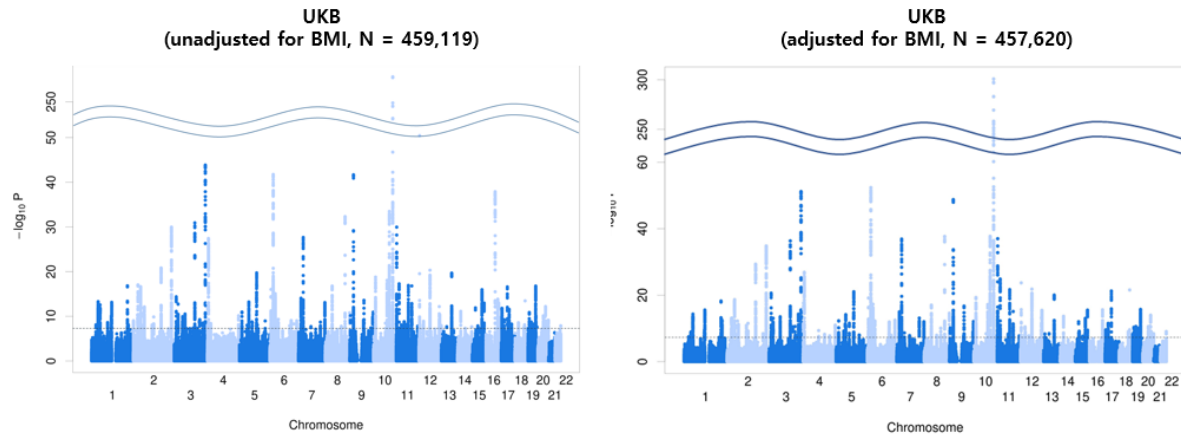 UKB
(unadjusted for BMI, N = 459,119)
250
50
40
30
20
10
0
−log₁₀ P
2 4 6 8 10 12 14 16 18 20 22
1 3 5 7 9 11 13 15 17 19 21
Chromosome
UKB
(adjusted for BMI, N = 457,620)
300
250
60
40
20
0
2 4 6 8 10 12 14 16 18 20 22
1 3 5 7 9 11 13 15 17 19 21
Chromosome